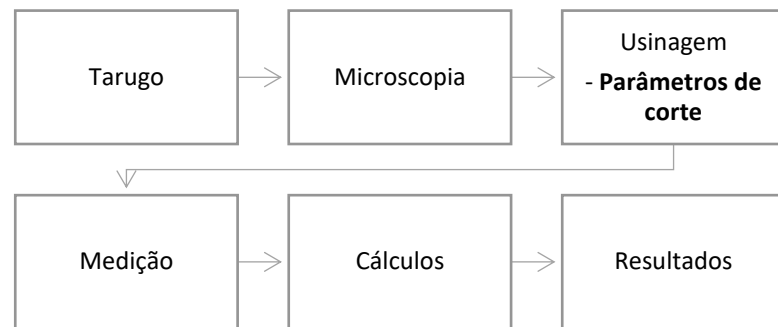 Tarugo
Microscopia
Usinagem
- Parâmetros de
corte
Medição
Cálculos
Resultados